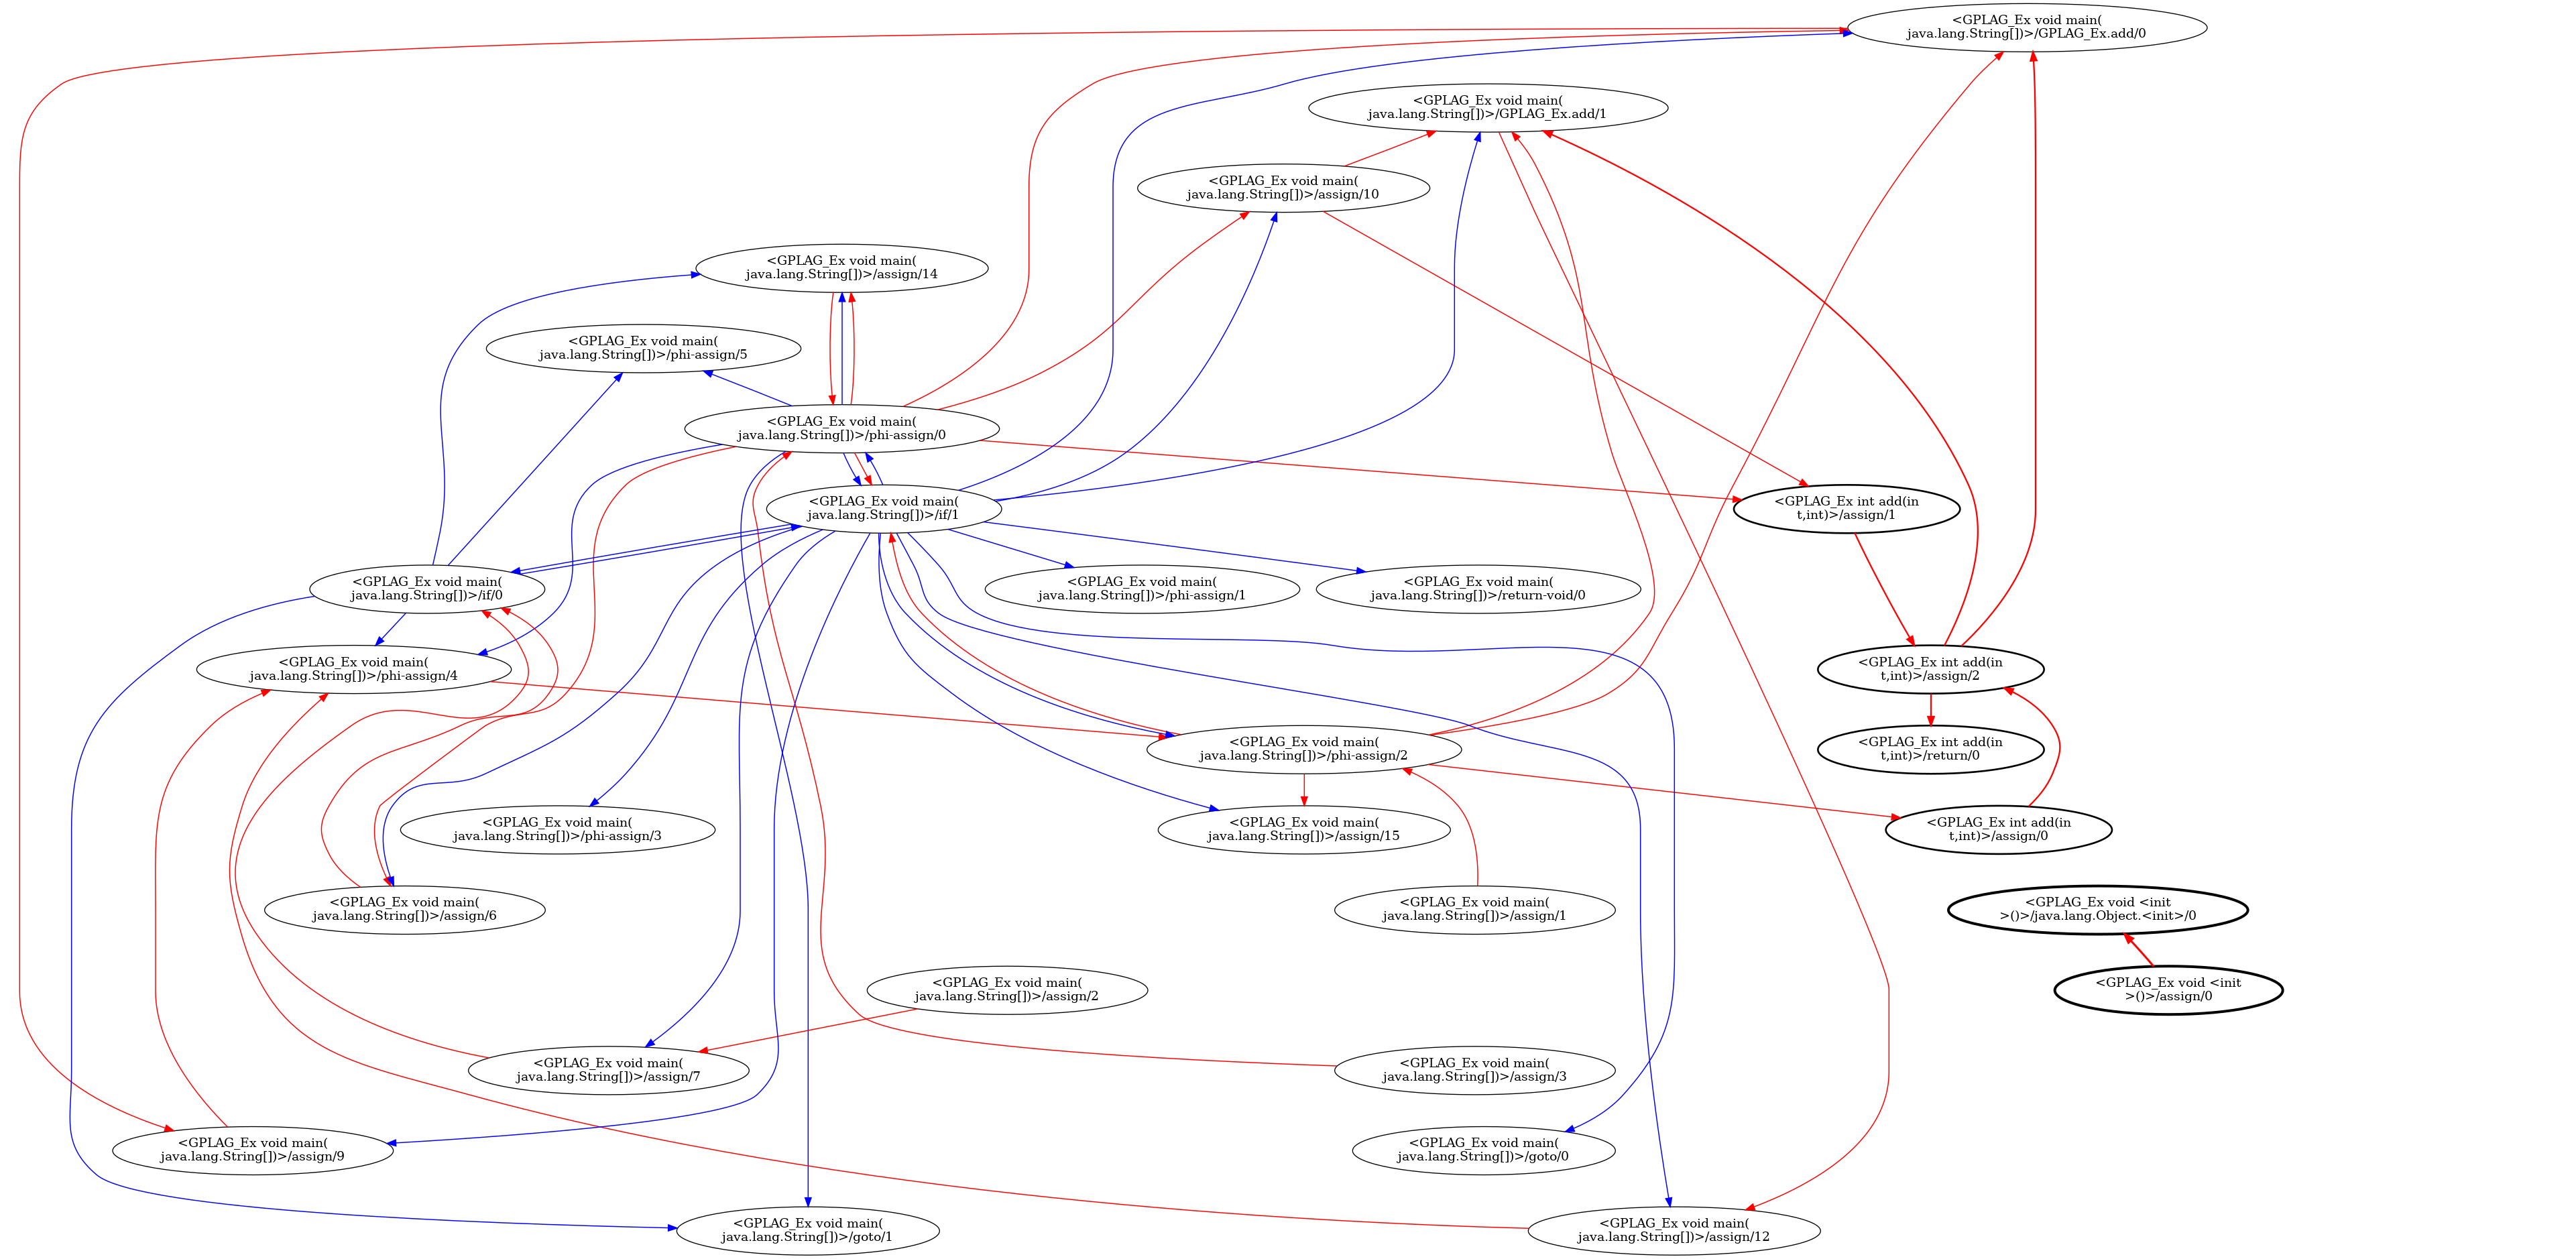 <GPLAG_Ex void main(
java.lang.String[])>/GPLAG_Ex.add/0
<GPLAG_Ex void main(
java.lang.String[])>/GPLAG_Ex.add/1
<GPLAG_Ex void main(
java.lang.String[])>/assign/10
<GPLAG_Ex void main(
java.lang.String[])>/assign/14
<GPLAG_Ex void main(
java.lang.String[])>/phi-assign/5
<GPLAG_Ex void main(
java.lang.String[])>/phi-assign/0
<GPLAG_Ex void main(
java.lang.String[])>/if/1
<GPLAG_Ex int add(in
t,int)>/assign/1
<GPLAG_Ex void main(
java.lang.String[])>/if/0
<GPLAG_Ex void main(
java.lang.String[])>/phi-assign/1
<GPLAG_Ex void main(
java.lang.String[])>/return-void/0
<GPLAG_Ex void main(
java.lang.String[])>/phi-assign/4
<GPLAG_Ex int add(in
t,int)>/assign/2
<GPLAG_Ex void main(
java.lang.String[])>/phi-assign/2
<GPLAG_Ex int add(in
t,int)>/return/0
<GPLAG_Ex void main(
java.lang.String[])>/phi-assign/3
<GPLAG_Ex void main(
java.lang.String[])>/assign/15
<GPLAG_Ex int add(in
t,int)>/assign/0
<GPLAG_Ex void main(
java.lang.String[])>/assign/6
<GPLAG_Ex void main(
java.lang.String[])>/assign/1
<GPLAG_Ex void <init
>()>/java.lang.Object.<init>/0
<GPLAG_Ex void main(
java.lang.String[])>/assign/2
<GPLAG_Ex void <init
>()>/assign/0
<GPLAG_Ex void main(
java.lang.String[])>/assign/7
<GPLAG_Ex void main(
java.lang.String[])>/assign/3
<GPLAG_Ex void main(
java.lang.String[])>/assign/9
<GPLAG_Ex void main(
java.lang.String[])>/goto/0
<GPLAG_Ex void main(
java.lang.String[])>/goto/1
<GPLAG_Ex void main(
java.lang.String[])>/assign/12